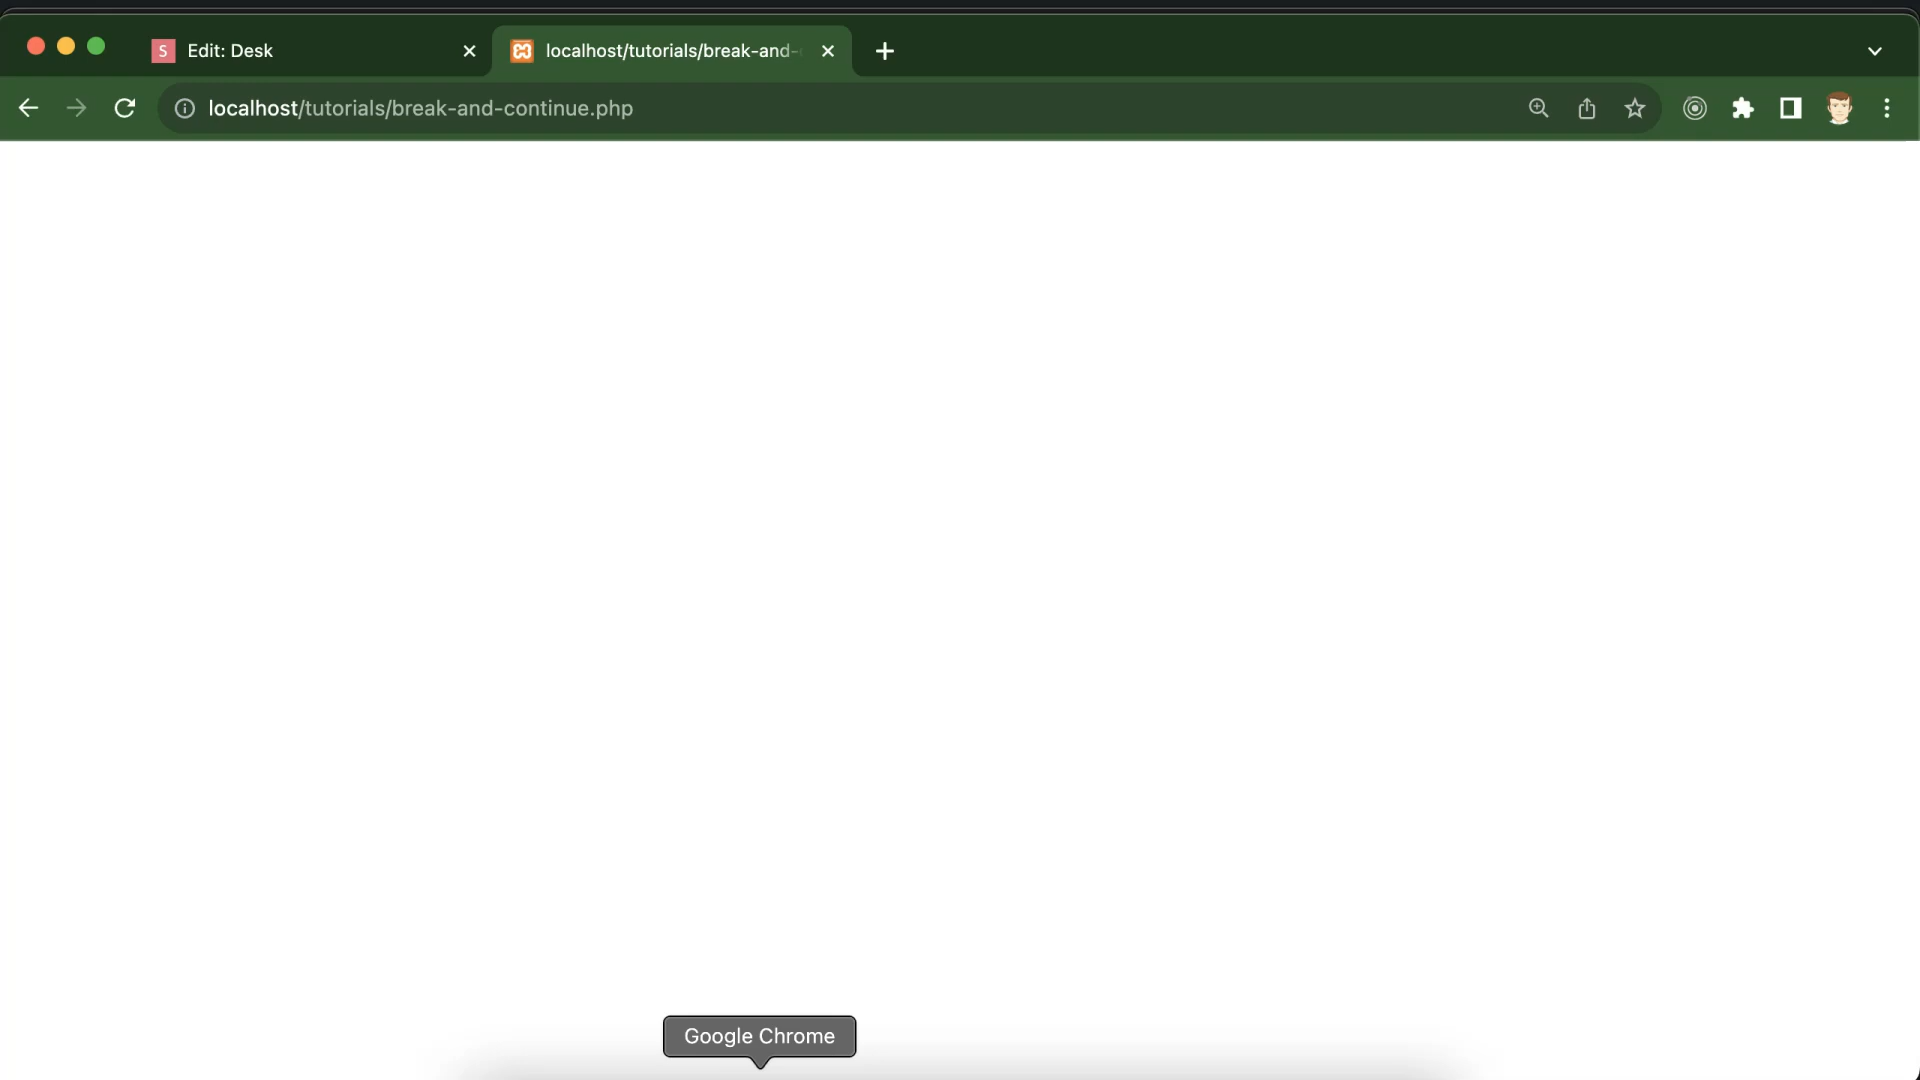 S Edit: Desk
localhost/tutorials/break-and-
localhost/tutorials/break-and-continue.php
Google Chrome